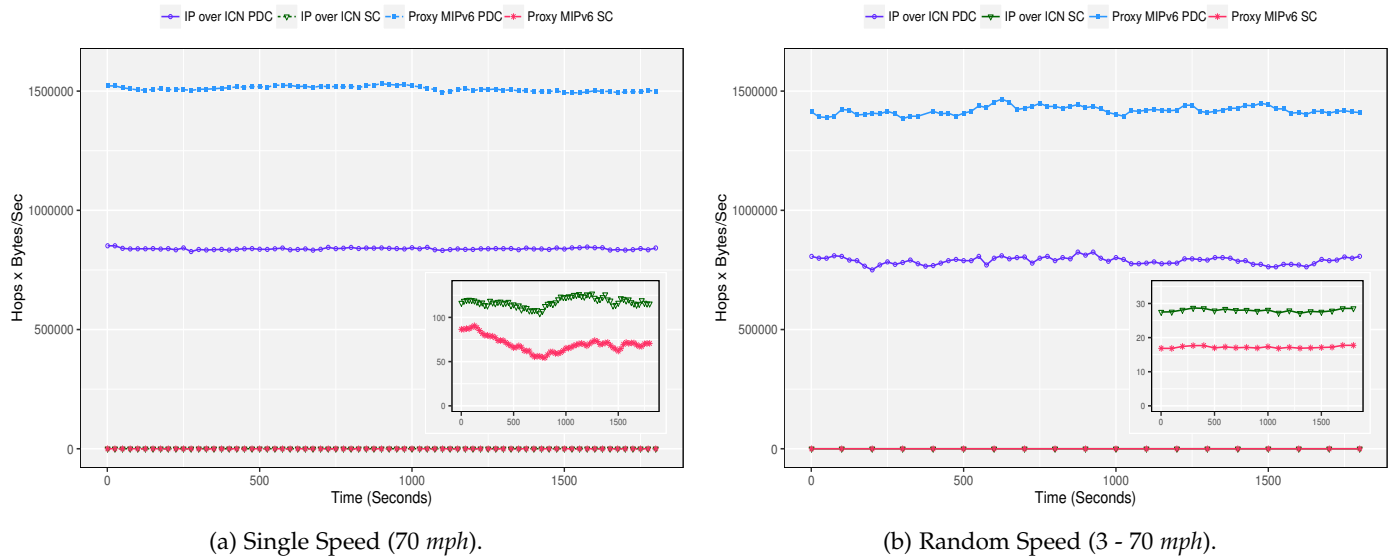 IP over ICN PDC IP over ICN SC Proxy MIPv6 PDC Proxy MIPv6 SC
1500000
1000000
500000
0
Hops x Bytes/Sec
0 500 1000 1500
Time (Seconds)
100
50
0
0 500 1000 1500
(a) Single Speed (70 mph).
IP over ICN PDC IP over ICN SC Proxy MIPv6 PDC Proxy MIPv6 SC
1500000
1000000
500000
0
Hops x Bytes/Sec
0 500 1000 1500
Time (Seconds)
30
20
10
0
0 500 1000 1500
(b) Random Speed (3 - 70 mph).